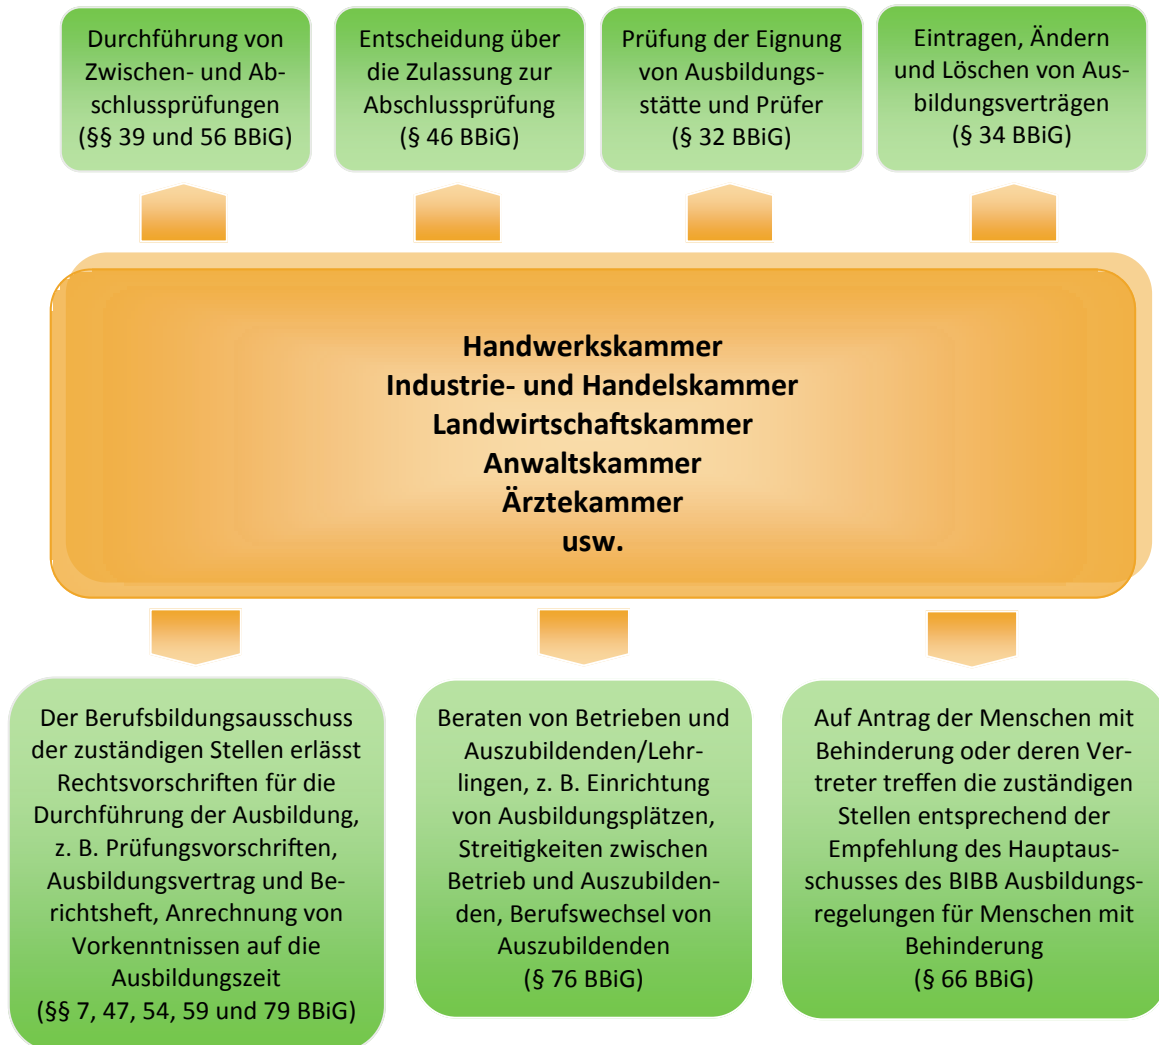 Durchführung von
Zwischen- und Ab-
schlussprüfungen
(§§ 39 und 56 BBiG)
Entscheidung über
die Zulassung zur
Abschlussprüfung
(§ 46 BBiG)
Prüfung der Eignung
von Ausbildungs-
stätte und Prüfer
(§ 32 BBiG)
Eintragen, Ändern
und Löschen von Aus-
bildungsverträgen
(§ 34 BBiG)
Handwerkskammer
Industrie- und Handelskammer
Landwirtschaftskammer
Anwaltskammer
Ärztekammer
usw.
Der Berufsbildungsausschuss
der zuständigen Stellen erlässt
Rechtsvorschriften für die
Durchführung der Ausbildung,
z. B. Prüfungsvorschriften,
Ausbildungsvertrag und Be-
richtsheft, Anrechnung von
Vorkenntnissen auf die
Ausbildungszeit
(§§ 7, 47, 54, 59 und 79 BBiG)
Beraten von Betrieben und
Auszubildenden/Lehr-
lingen, z. B. Einrichtung
von Ausbildungsplätzen,
Streitigkeiten zwischen
Betrieb und Auszubilden-
den, Berufswechsel von
Auszubildenden
(§ 76 BBiG)
Auf Antrag der Menschen mit
Behinderung oder deren Ver-
treter treffen die zuständigen
Stellen entsprechend der
Empfehlung des Hauptaus-
schusses des BIBB Ausbildungs-
regelungen für Menschen mit
Behinderung
(§ 66 BBiG)